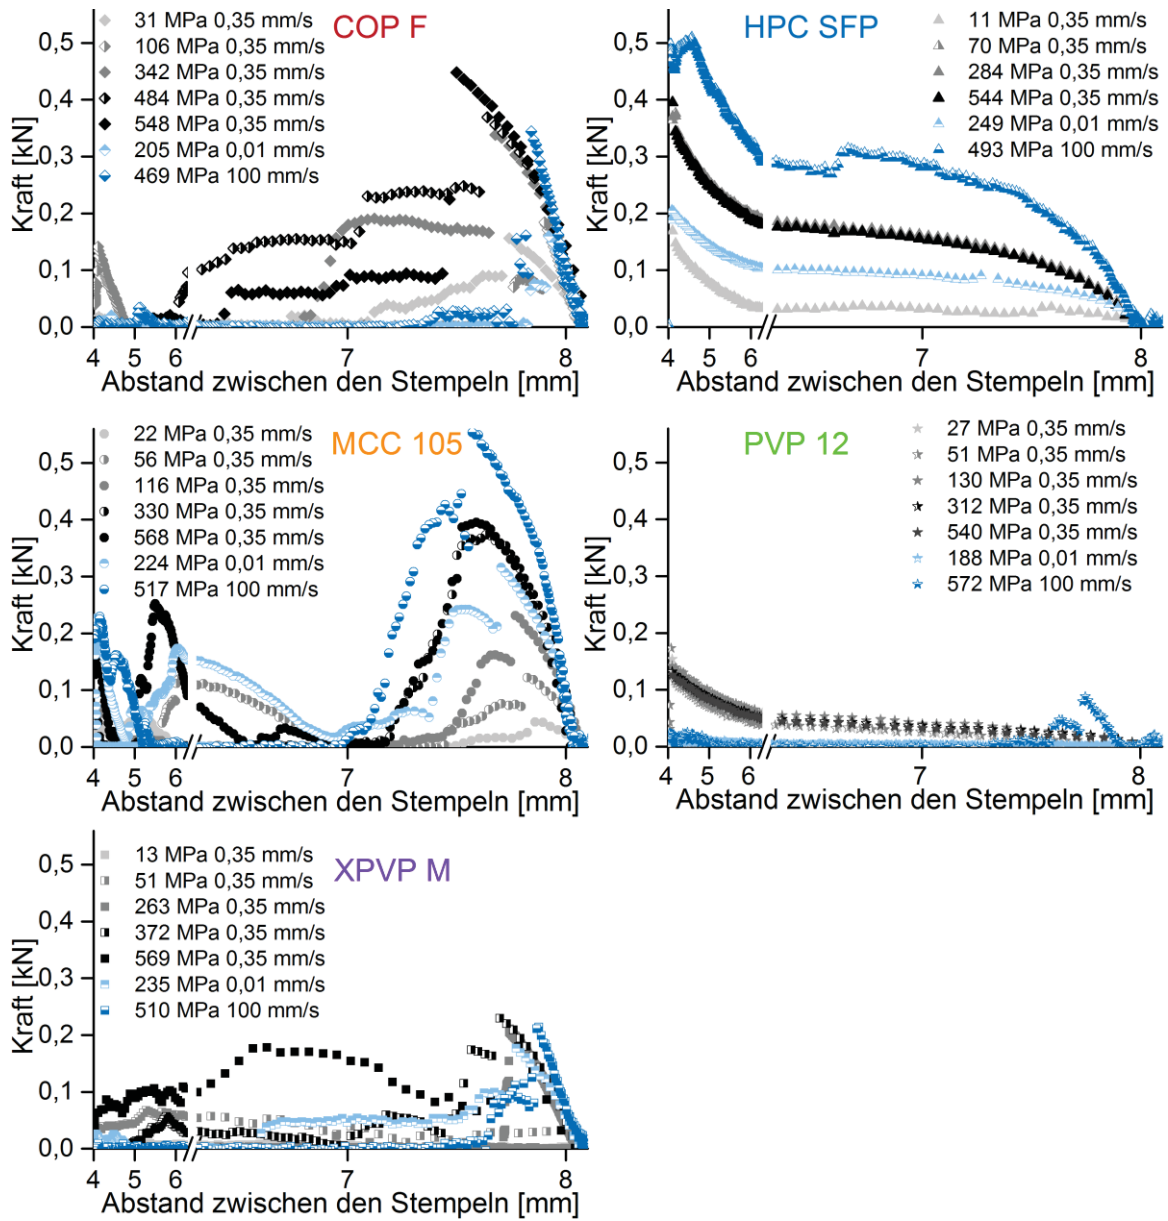 COP F
31 MPa 0,35 mm/s
106 MPa 0,35 mm/s
342 MPa 0,35 mm/s
484 MPa 0,35 mm/s
548 MPa 0,35 mm/s
205 MPa 0,01 mm/s
469 MPa 100 mm/s
Kraft [kN]
0,5
0,4
0,3
0,2
0,1
0,0
4 5 6 7 8
Abstand zwischen den Stempeln [mm]
HPC SFP
11 MPa 0,35 mm/s
70 MPa 0,35 mm/s
284 MPa 0,35 mm/s
544 MPa 0,35 mm/s
249 MPa 0,01 mm/s
493 MPa 100 mm/s
Kraft [kN]
0,5
0,4
0,3
0,2
0,1
0,0
4 5 6 7 8
Abstand zwischen den Stempeln [mm]
MCC 105
22 MPa 0,35 mm/s
56 MPa 0,35 mm/s
116 MPa 0,35 mm/s
330 MPa 0,35 mm/s
568 MPa 0,35 mm/s
224 MPa 0,01 mm/s
517 MPa 100 mm/s
Kraft [kN]
0,5
0,4
0,3
0,2
0,1
0,0
4 5 6 7 8
Abstand zwischen den Stempeln [mm]
PVP 12
27 MPa 0,35 mm/s
51 MPa 0,35 mm/s
130 MPa 0,35 mm/s
312 MPa 0,35 mm/s
540 MPa 0,35 mm/s
188 MPa 0,01 mm/s
572 MPa 100 mm/s
Kraft [kN]
0,5
0,4
0,3
0,2
0,1
0,0
4 5 6 7 8
Abstand zwischen den Stempeln [mm]
XPVP M
13 MPa 0,35 mm/s
51 MPa 0,35 mm/s
263 MPa 0,35 mm/s
372 MPa 0,35 mm/s
569 MPa 0,35 mm/s
235 MPa 0,01 mm/s
510 MPa 100 mm/s
Kraft [kN]
0,5
0,4
0,3
0,2
0,1
0,0
4 5 6 7 8
Abstand zwischen den Stempeln [mm]